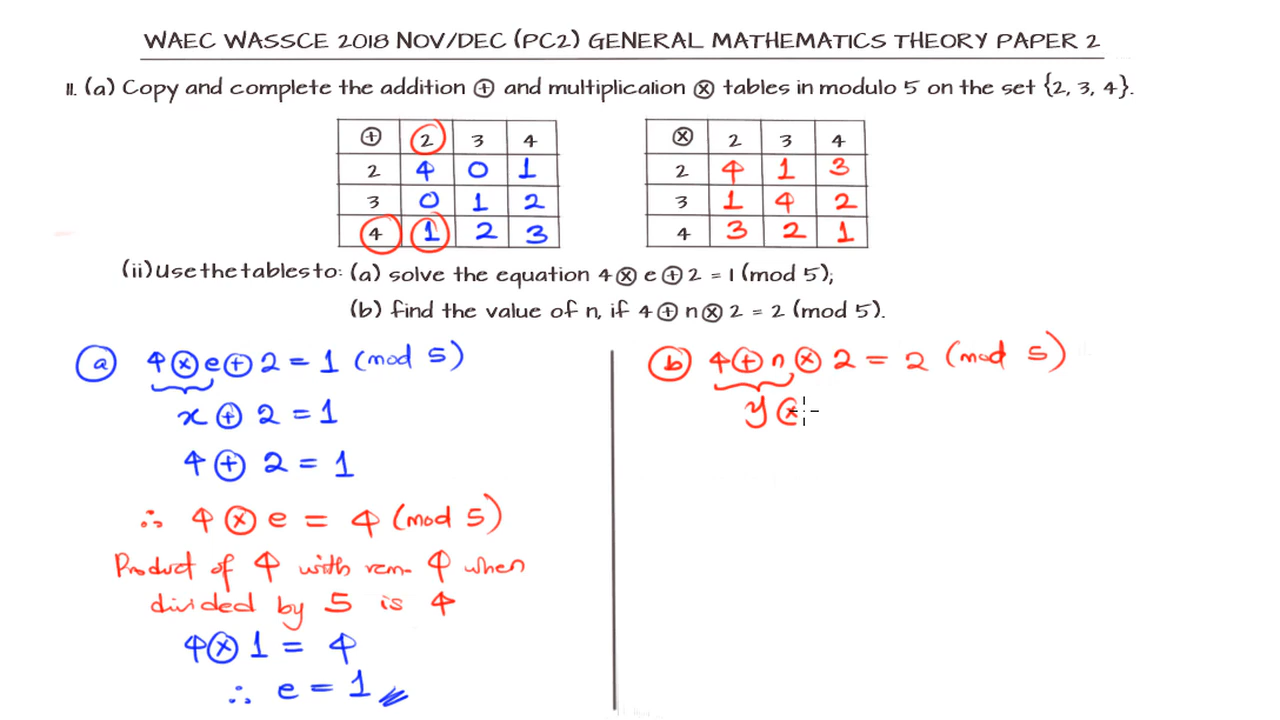 WAEC WASSCE 2018 NOV/DEC (PC2) GENERAL MATHEMATICS THEORY PAPER 2
11. (a) Copy and complete the addition ⊕ and multiplication ⊗ tables in modulo 5 on the set {2, 3, 4}.
⊕ 2 3 4
2 4 0 1
3 0 1 2
4 1 2 3
⊗ 2 3 4
2 4 1 3
3 1 4 2
4 3 2 1
(ii) Use the tables to: (a) solve the equation 4 ⊗ e ⊕ 2 = 1 (mod 5);
(b) find the value of n, if 4 ⊕ n ⊗ 2 = 2 (mod 5).
(a) 4 ⊗ e ⊕ 2 = 1 (mod 5)
x ⊕ 2 = 1
4 ⊕ 2 = 1
∴ 4 ⊗ e = 4 (mod 5)
Product of 4 with rem. 4 when
divided by 5 is 4
4 ⊗ 1 = 4
∴ e = 1
(b) 4 ⊕ n ⊗ 2 = 2 (mod 5)
y ⊗